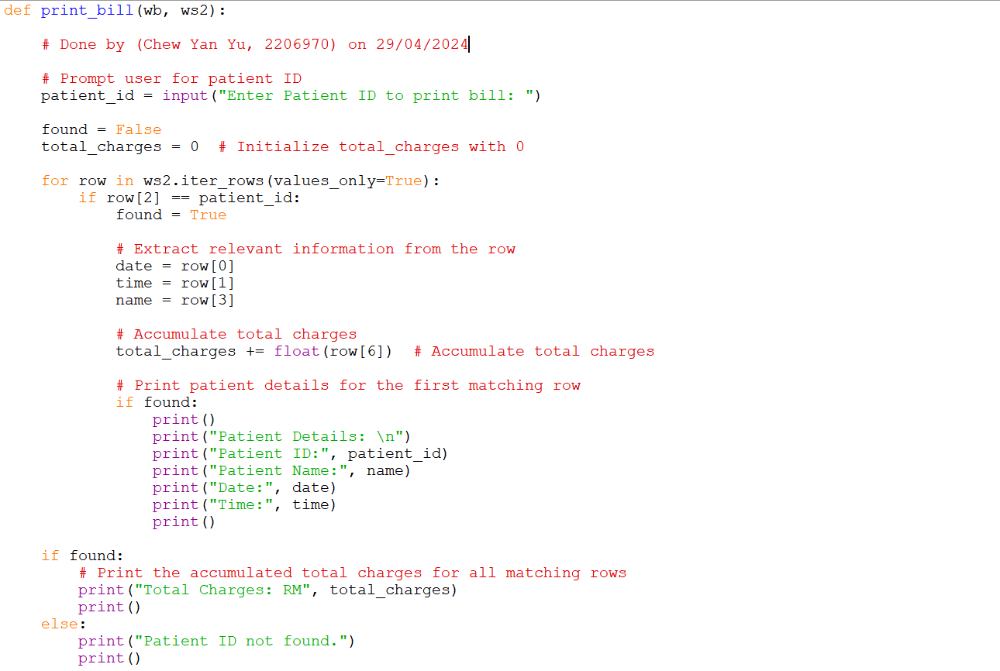 def print_bill(wb, ws2):
    # Done by (Chew Yan Yu, 2206970) on 29/04/2024
    # Prompt user for patient ID
    patient_id = input("Enter Patient ID to print bill: ")
    found = False
    total_charges = 0  # Initialize total_charges with 0
    for row in ws2.iter_rows(values_only=True):
        if row[2] == patient_id:
            found = True
            # Extract relevant information from the row
            date = row[0]
            time = row[1]
            name = row[3]
            # Accumulate total charges
            total_charges += float(row[6])  # Accumulate total charges
            # Print patient details for the first matching row
            if found:
                print()
                print("Patient Details: \n")
                print("Patient ID:", patient_id)
                print("Patient Name:", name)
                print("Date:", date)
                print("Time:", time)
                print()
    if found:
        # Print the accumulated total charges for all matching rows
        print("Total Charges: RM", total_charges)
        print()
    else:
        print("Patient ID not found.")
        print()